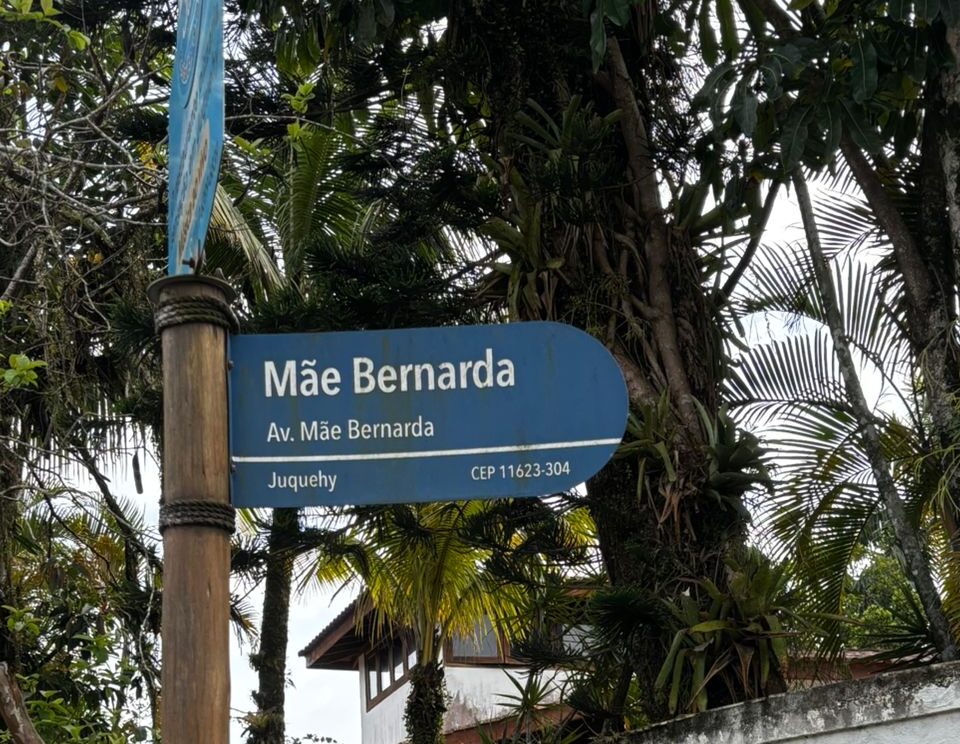 Mãe Bernarda
Av. Mãe Bernarda
Juquehy
CEP 11623-304